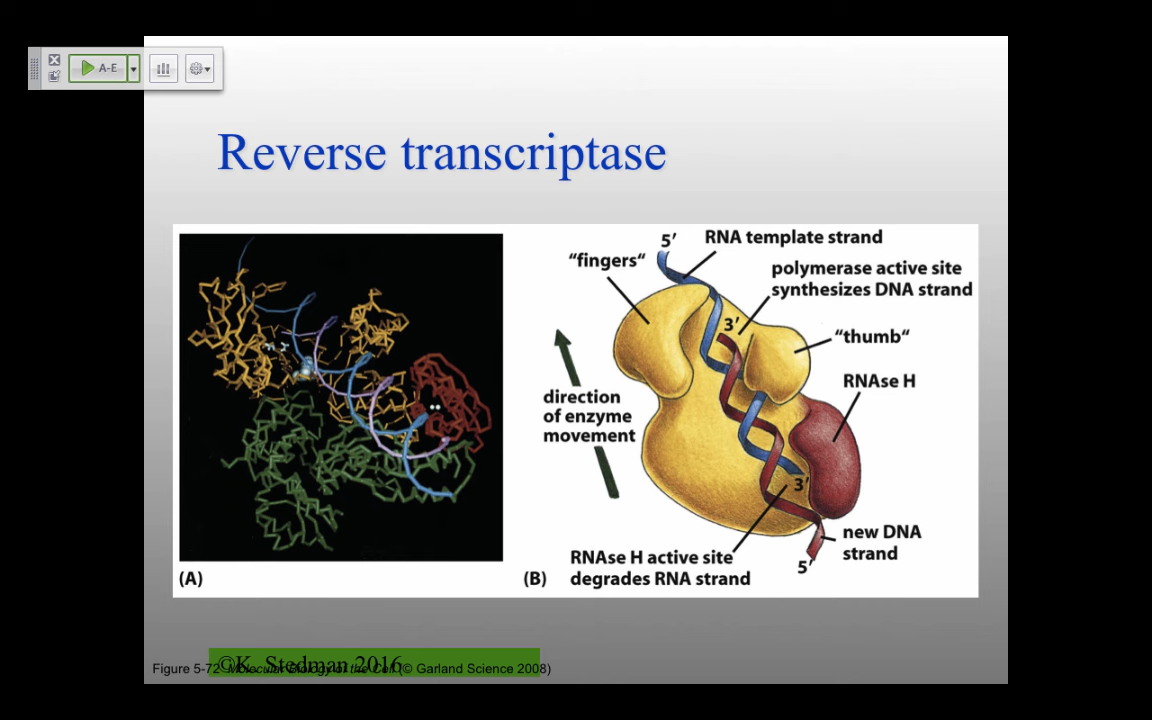 A-E
Reverse transcriptase
5′
RNA template strand
“fingers“
polymerase active site
synthesizes DNA strand
3′
“thumb“
RNAse H
direction
of enzyme
movement
3′
new DNA
strand
RNAse H active site
degrades RNA strand
5′
(A)
(B)
©K. Stedman 2016
Figure 5-72 Molecular Biology of the Cell (© Garland Science 2008)